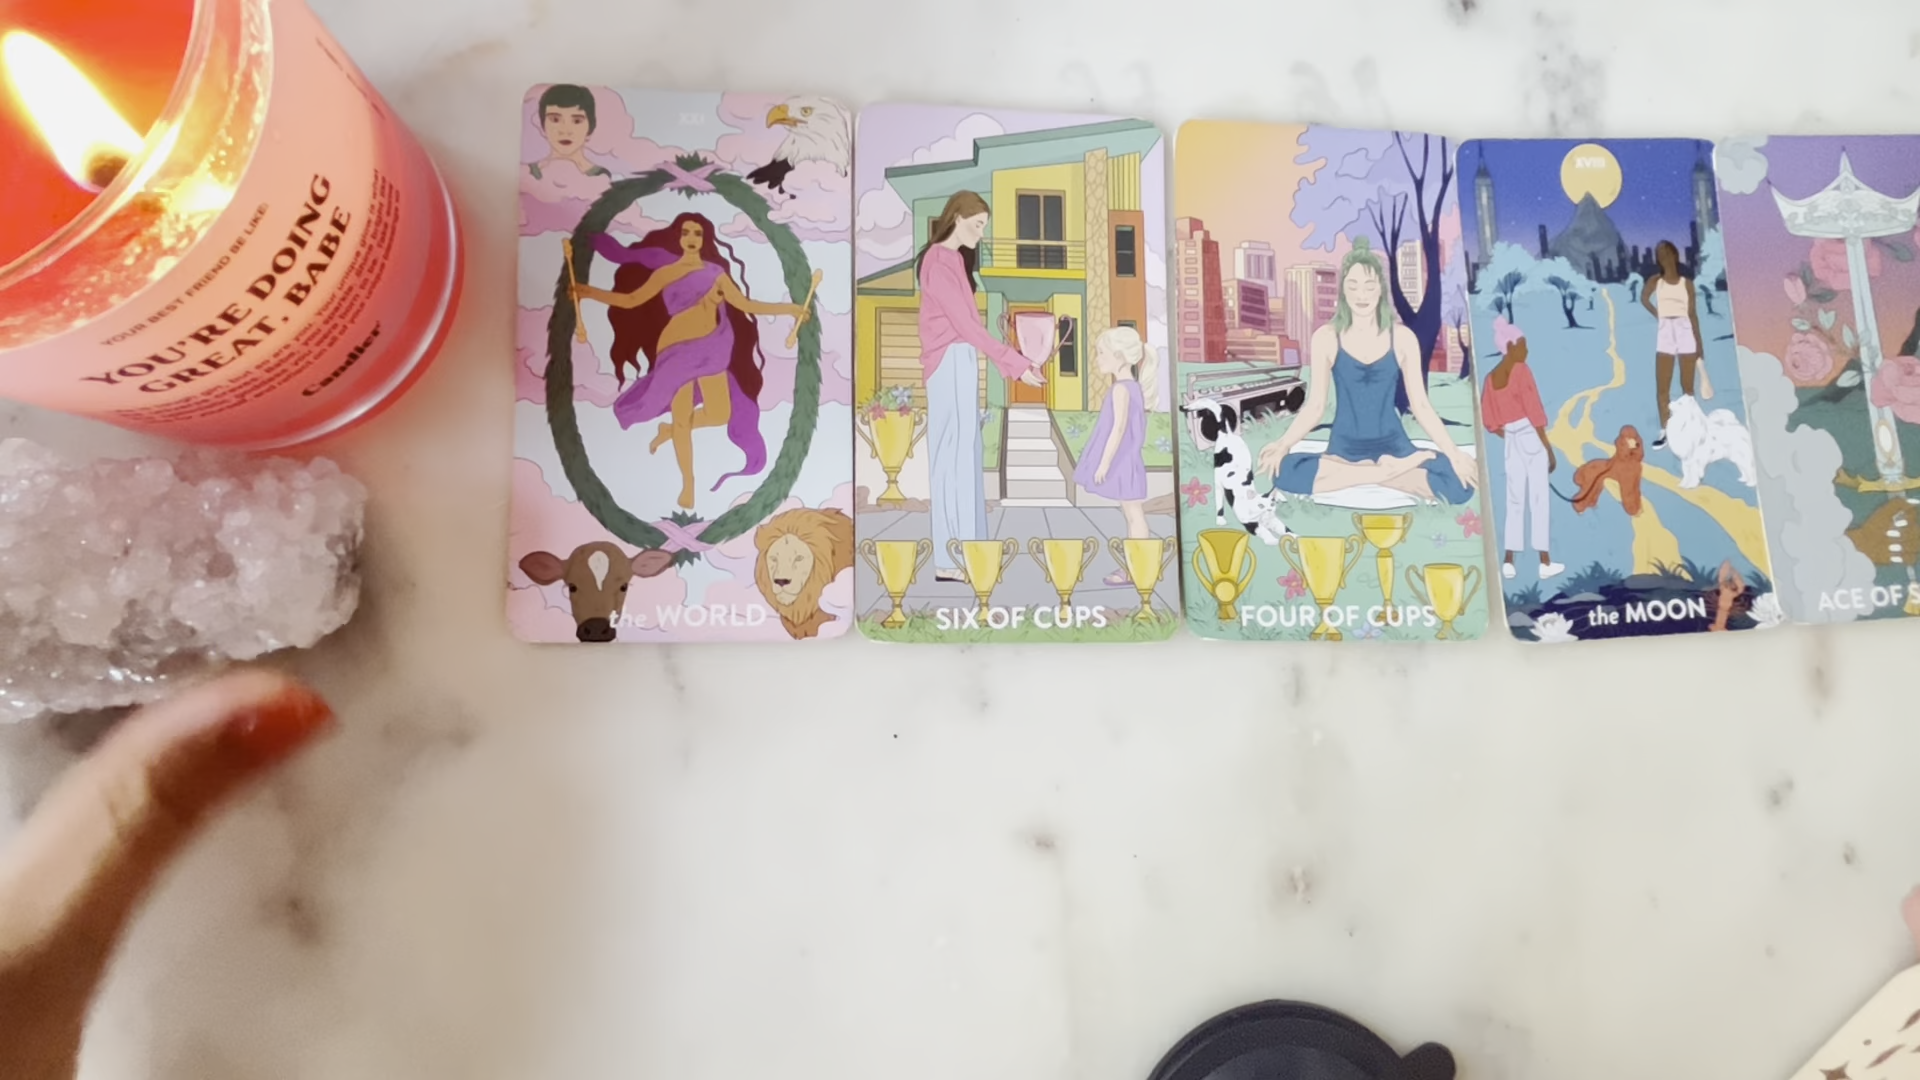 YOUR BEST FRIEND BE LIKE:
YOU'RE DOING
GREAT, BABE
Candier
XXI
the WORLD
SIX OF CUPS
FOUR OF CUPS
XVIII
the MOON
ACE OF S